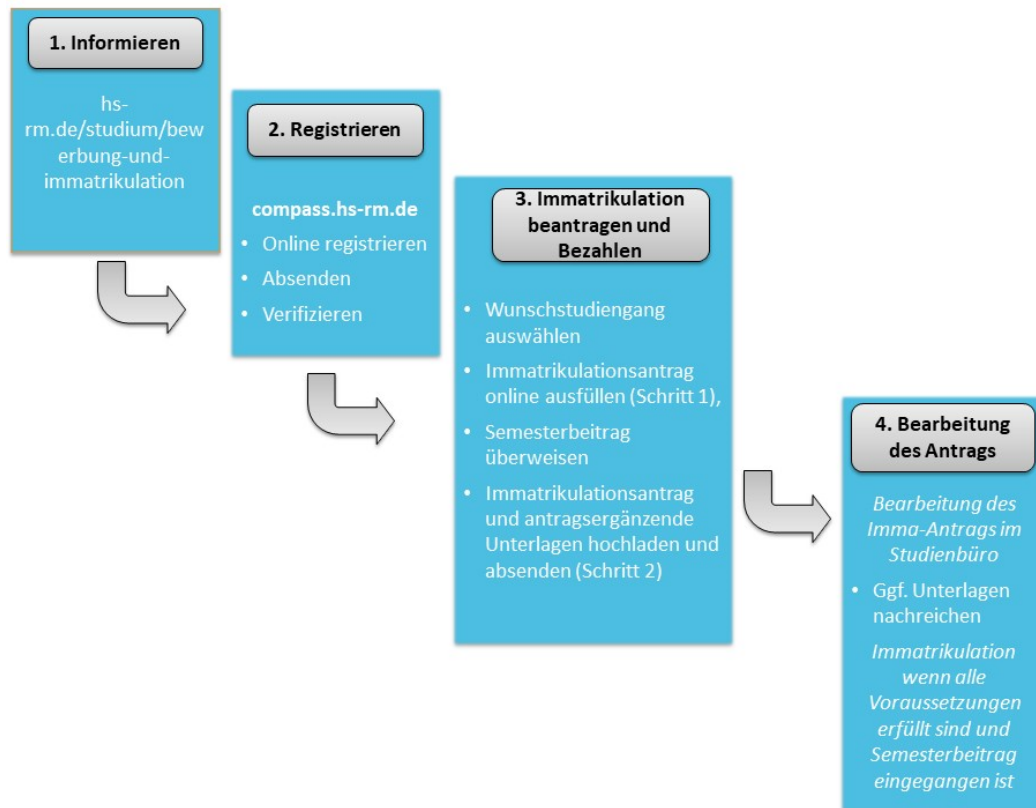 1. Informieren
hs-
rm.de/studium/bew
erbung-und-
immatrikulation
2. Registrieren
compass.hs-rm.de
• Online registrieren
• Absenden
• Verifizieren
3. Immatrikulation
beantragen und
Bezahlen
• Wunschstudiengang
auswählen
• Immatrikulationsantrag
online ausfüllen (Schritt 1),
• Semesterbeitrag
überweisen
• Immatrikulationsantrag
und antragsergänzende
Unterlagen hochladen und
absenden (Schritt 2)
4. Bearbeitung
des Antrags
Bearbeitung des
Imma-Antrags im
Studienbüro
• Ggf. Unterlagen
nachreichen
Immatrikulation
wenn alle
Voraussetzungen
erfüllt sind und
Semesterbeitrag
eingegangen ist